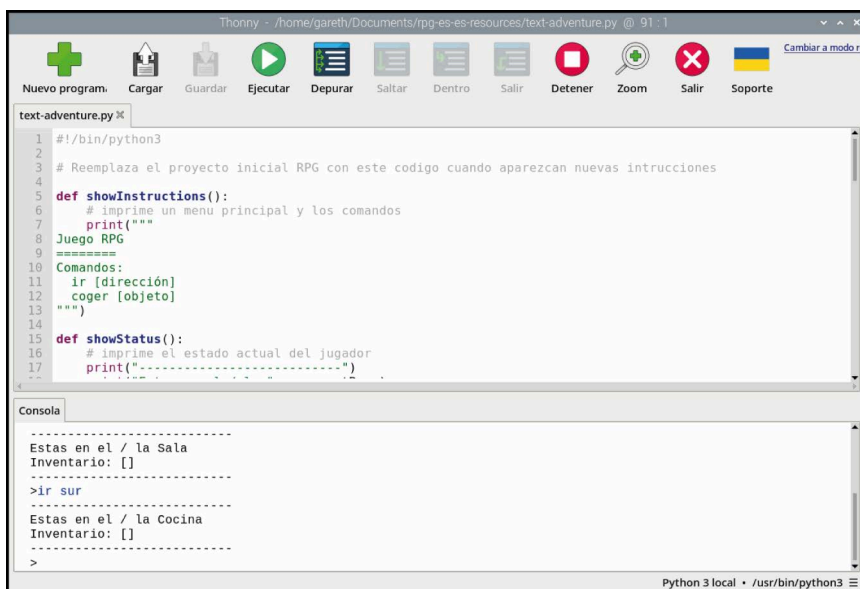 Thonny - /home/gareth/Documents/rpg-es-es-resources/text-adventure.py @ 91 : 1
Cambiar a modo r
Nuevo program. Cargar Guardar Ejecutar Depurar Saltar Dentro Salir Detener Zoom Salir Soporte
text-adventure.py
1 #!/bin/python3
2
3 # Reemplaza el proyecto inicial RPG con este codigo cuando aparezcan nuevas intrucciones
4
5 def showInstructions():
6 # imprime un menu principal y los comandos
7 print("""
8 Juego RPG
9 ========
10 Comandos:
11 ir [dirección]
12 coger [objeto]
13 """)
14
15 def showStatus():
16 # imprime el estado actual del jugador
17 print("---------------------------")
Consola
---------------------------
Estas en el / la Sala
Inventario: []
---------------------------
>ir sur
---------------------------
Estas en el / la Cocina
Inventario: []
---------------------------
>
Python 3 local • /usr/bin/python3 ☰